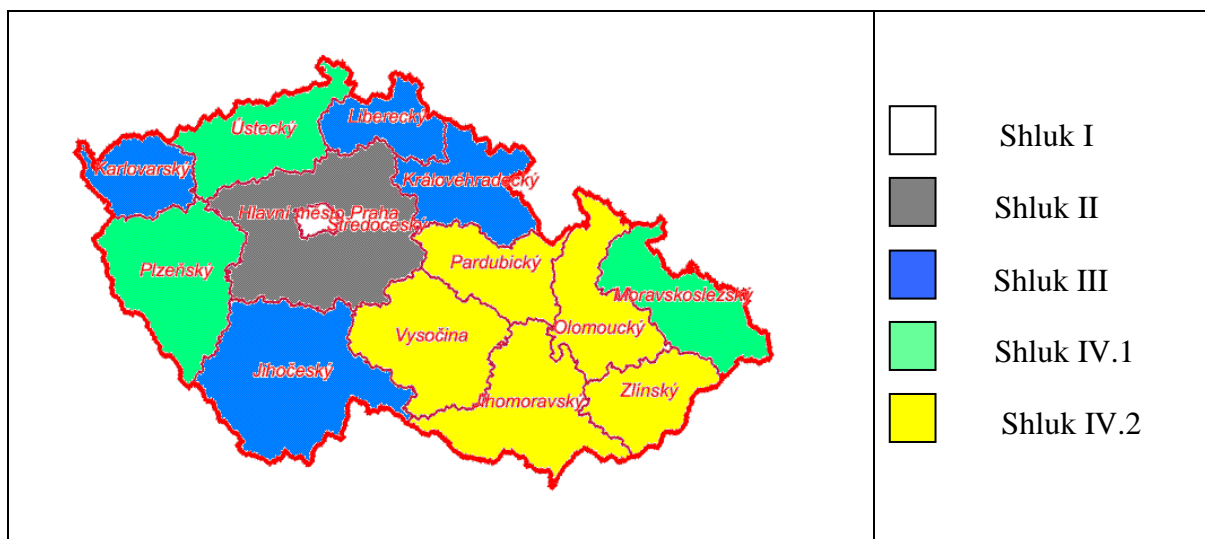 Liberecký
Ústecký
Karlovarský
Královéhradecký
Hlavní město Praha
Středočeský
Plzeňský
Pardubický
Moravskoslezský
Vysočina
Olomoucký
Jihočeský
Jihomoravský
Zlínský
Shluk I
Shluk II
Shluk III
Shluk IV.1
Shluk IV.2